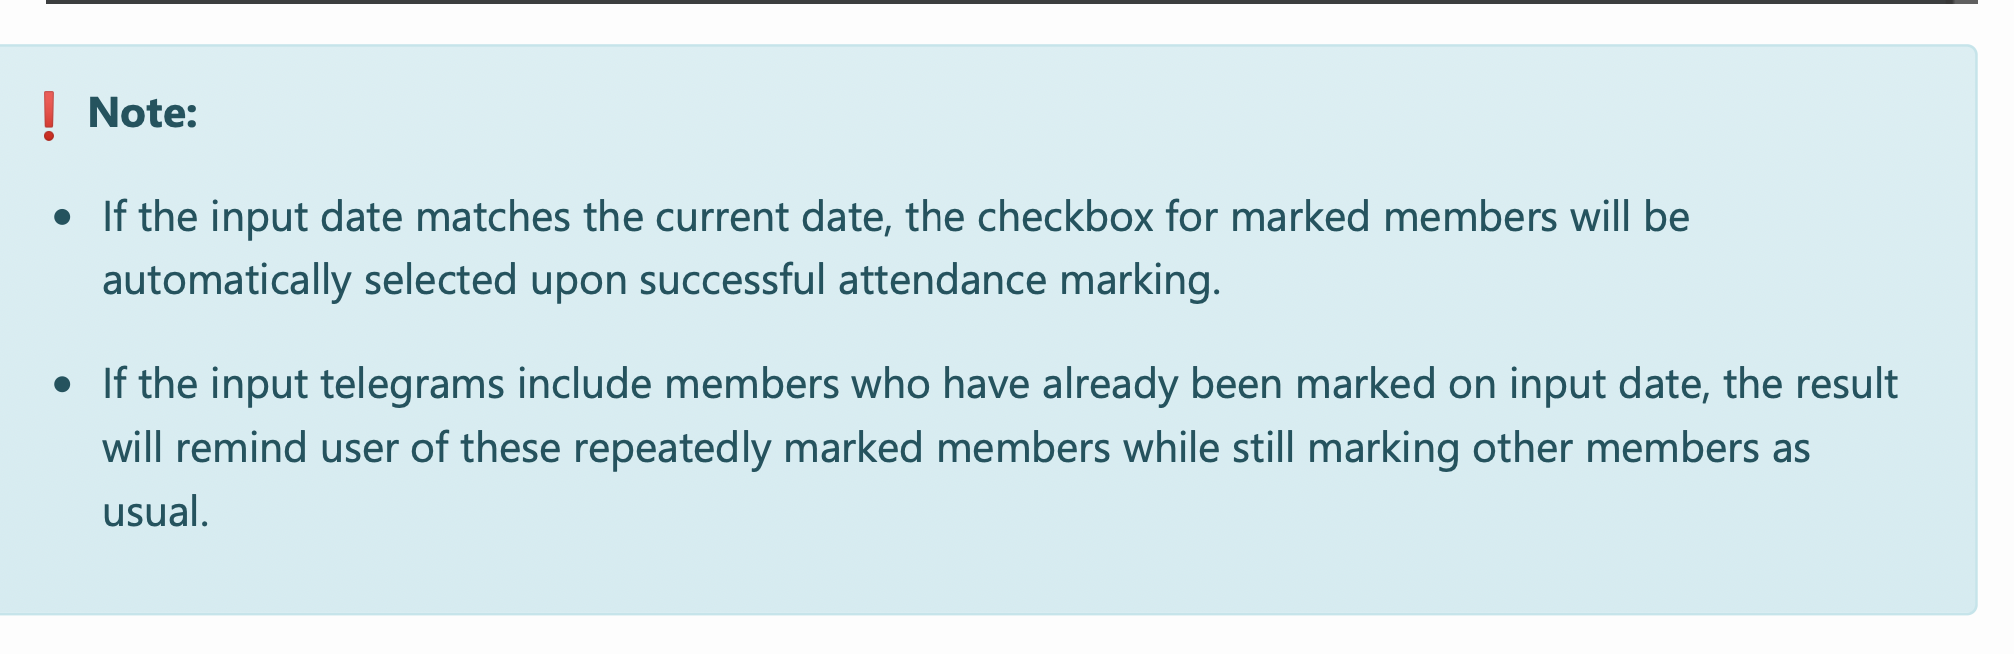 ❗ Note:
• If the input date matches the current date, the checkbox for marked members will be
automatically selected upon successful attendance marking.
• If the input telegrams include members who have already been marked on input date, the result
will remind user of these repeatedly marked members while still marking other members as
usual.